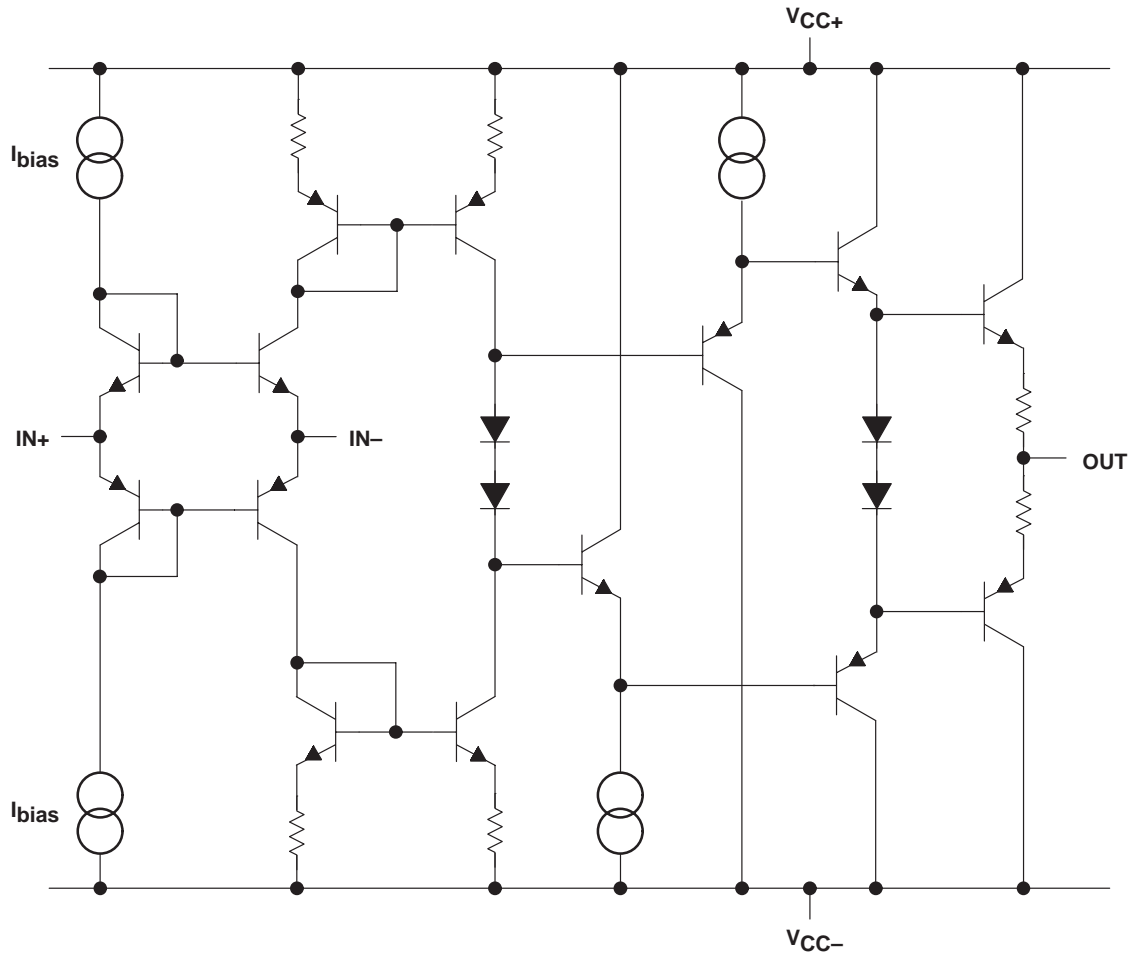 VCC+
Ibias
IN+
IN−
OUT
Ibias
VCC−